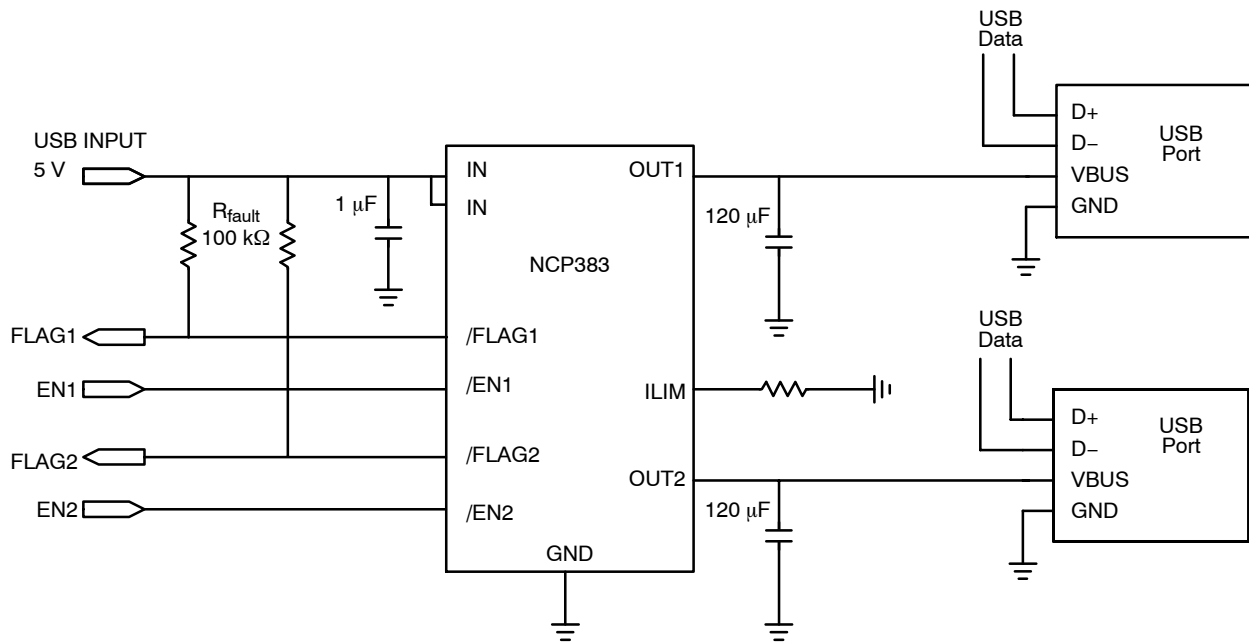 USB
Data
D+
D−
VBUS
GND
USB
Port
USB INPUT
5 V
Rfault
100 kΩ
1 μF
IN
IN
OUT1
120 μF
NCP383
FLAG1
/FLAG1
EN1
/EN1
ILIM
FLAG2
/FLAG2
EN2
/EN2
OUT2
120 μF
GND
USB
Data
D+
D−
VBUS
GND
USB
Port